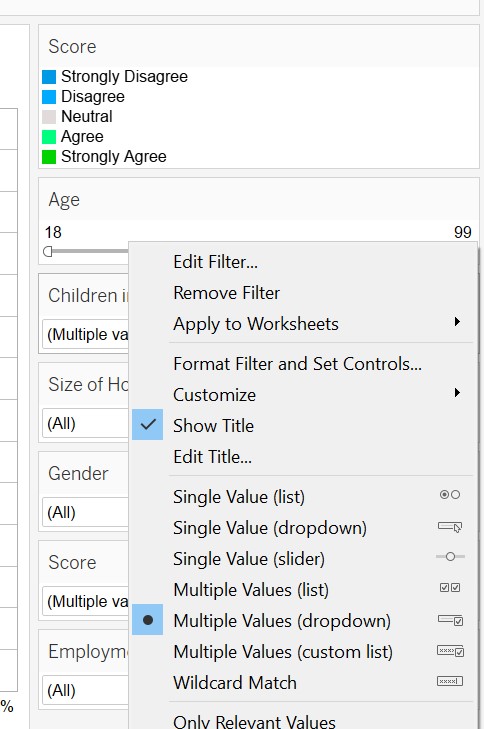 Score
Strongly Disagree
Disagree
Neutral
Agree
Strongly Agree
Age
18 99
Children i
(Multiple va
Size of Ho
(All)
Gender
(All)
Score
(Multiple va
Employm
(All)
%
Edit Filter...
Remove Filter
Apply to Worksheets
Format Filter and Set Controls...
Customize
Show Title
Edit Title...
Single Value (list)
Single Value (dropdown)
Single Value (slider)
Multiple Values (list)
Multiple Values (dropdown)
Multiple Values (custom list)
Wildcard Match
Only Relevant Values